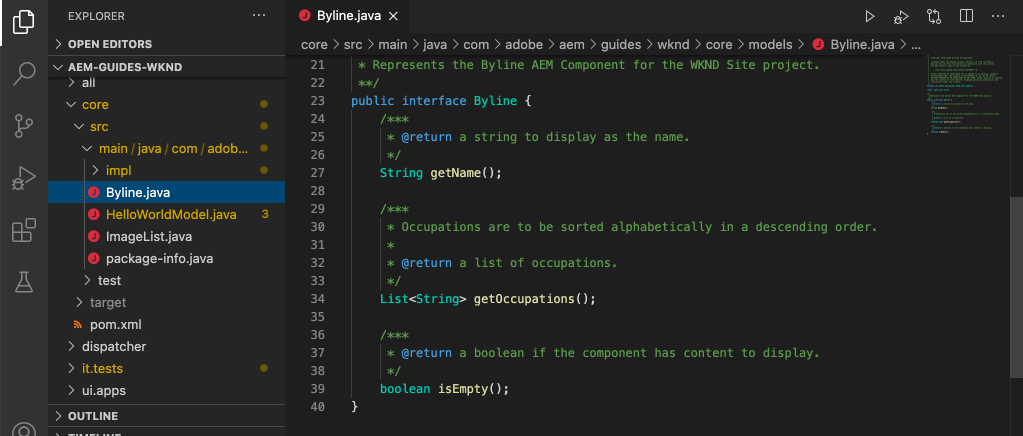 EXPLORER
OPEN EDITORS
AEM-GUIDES-WKND
all
core
src
main / java / com / adob...
impl
Byline.java
HelloWorldModel.java 3
ImageList.java
package-info.java
test
target
pom.xml
dispatcher
it.tests
ui.apps
OUTLINE
TIMELINE
Byline.java
core > src > main > java > com > adobe > aem > guides > wknd > core > models > Byline.java > ...
21 * Represents the Byline AEM Component for the WKND Site project.
22 **/
23 public interface Byline {
24 /***
25 * @return a string to display as the name.
26 */
27 String getName();
28
29 /***
30 * Occupations are to be sorted alphabetically in a descending order.
31 *
32 * @return a list of occupations.
33 */
34 List<String> getOccupations();
35
36 /***
37 * @return a boolean if the component has content to display.
38 */
39 boolean isEmpty();
40 }